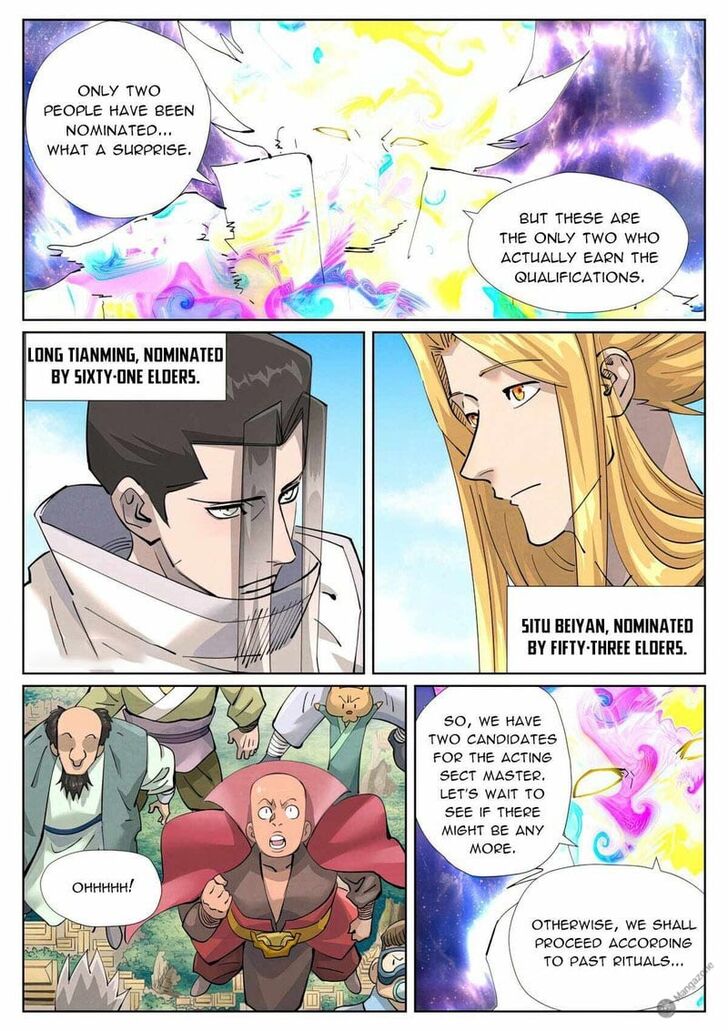 ONLY TWO
PEOPLE HAVE BEEN
NOMINATED...
WHAT A SURPRISE.
BUT THESE ARE
THE ONLY TWO WHO
ACTUALLY EARN THE
QUALIFICATIONS.
LONG TIANMING, NOMINATED
BY SIXTY-ONE ELDERS.
SITU BEIYAN, NOMINATED
BY FIFTY-THREE ELDERS.
OHHHHH!
SO, WE HAVE
TWO CANDIDATES
FOR THE ACTING
SECT MASTER.
LET'S WAIT TO
SEE IF THERE
MIGHT BE ANY
MORE.
OTHERWISE, WE SHALL
PROCEED ACCORDING
TO PAST RITUALS...
Mangazone